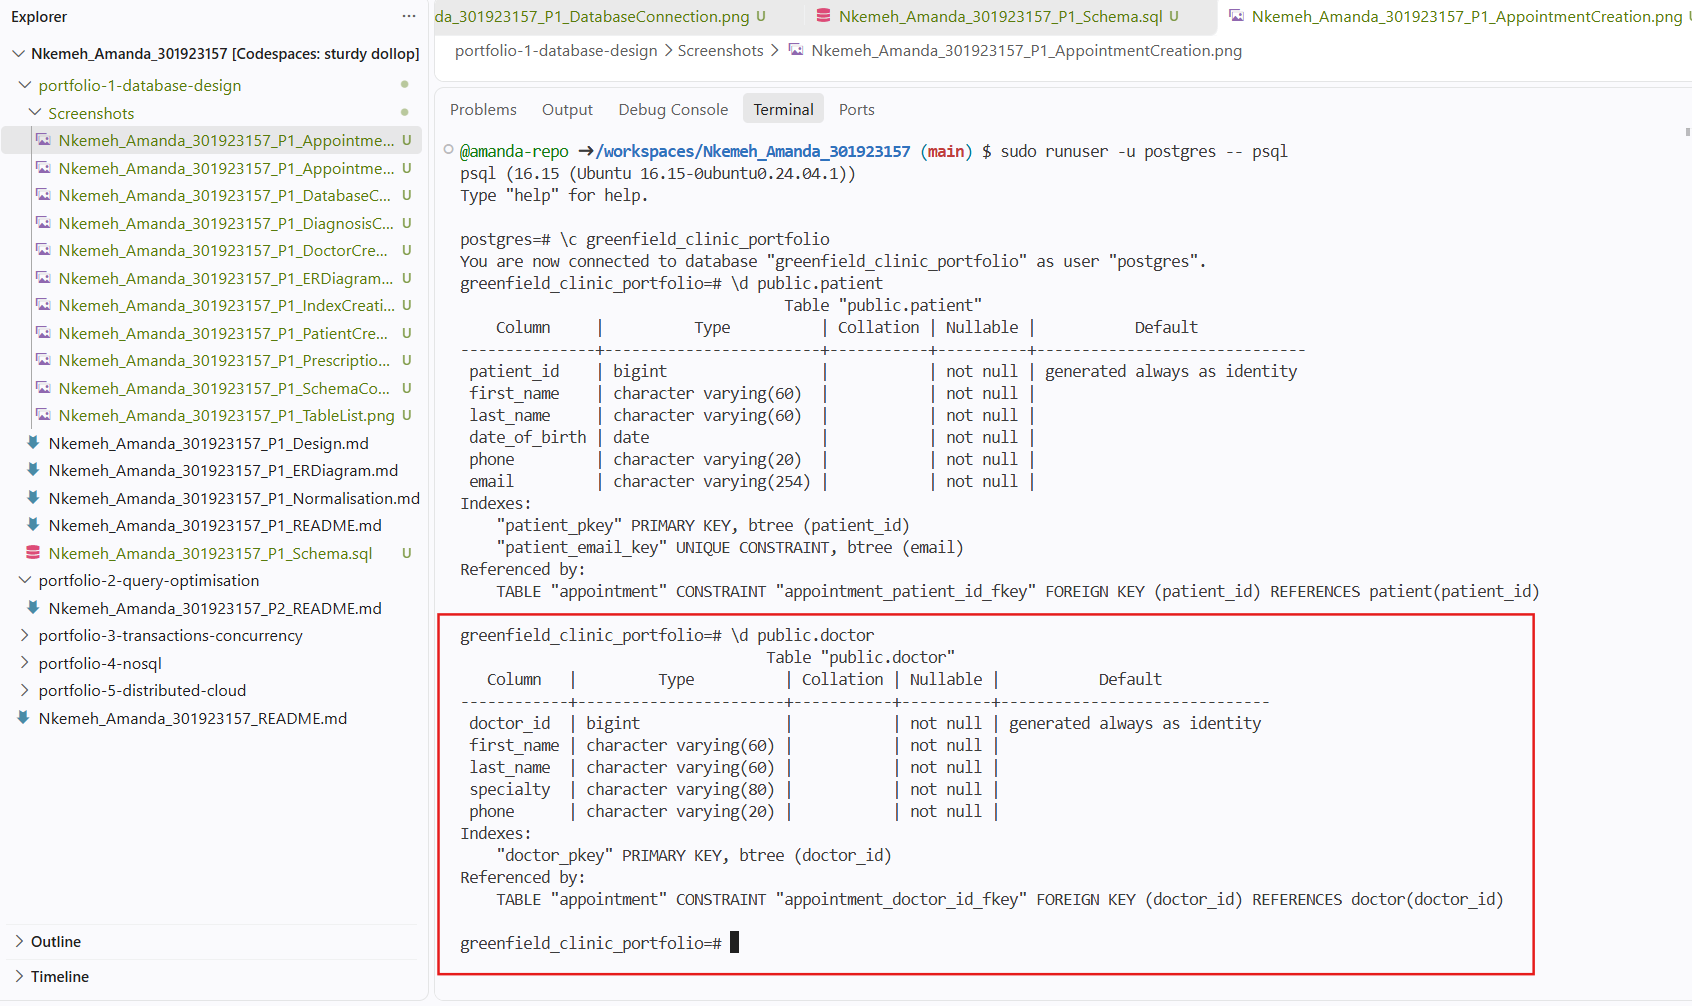 Explorer
Nkemeh_Amanda_301923157 [Codespaces: sturdy dollop]
portfolio-1-database-design
Screenshots
Nkemeh_Amanda_301923157_P1_Appointme... U
Nkemeh_Amanda_301923157_P1_Appointme... U
Nkemeh_Amanda_301923157_P1_DatabaseC... U
Nkemeh_Amanda_301923157_P1_DiagnosisC... U
Nkemeh_Amanda_301923157_P1_DoctorCre... U
Nkemeh_Amanda_301923157_P1_ERDiagram... U
Nkemeh_Amanda_301923157_P1_IndexCreati... U
Nkemeh_Amanda_301923157_P1_PatientCre... U
Nkemeh_Amanda_301923157_P1_Prescriptio... U
Nkemeh_Amanda_301923157_P1_SchemaCo... U
Nkemeh_Amanda_301923157_P1_TableList.png U
Nkemeh_Amanda_301923157_P1_Design.md
Nkemeh_Amanda_301923157_P1_ERDiagram.md
Nkemeh_Amanda_301923157_P1_Normalisation.md
Nkemeh_Amanda_301923157_P1_README.md
Nkemeh_Amanda_301923157_P1_Schema.sql U
portfolio-2-query-optimisation
Nkemeh_Amanda_301923157_P2_README.md
portfolio-3-transactions-concurrency
portfolio-4-nosql
portfolio-5-distributed-cloud
Nkemeh_Amanda_301923157_README.md
Outline
Timeline
da_301923157_P1_DatabaseConnection.png U
Nkemeh_Amanda_301923157_P1_Schema.sql U
Nkemeh_Amanda_301923157_P1_AppointmentCreation.png
portfolio-1-database-design > Screenshots > Nkemeh_Amanda_301923157_P1_AppointmentCreation.png
Problems Output Debug Console Terminal Ports
@amanda-repo ➜/workspaces/Nkemeh_Amanda_301923157 (main) $ sudo runuser -u postgres -- psql
psql (16.15 (Ubuntu 16.15-0ubuntu0.24.04.1))
Type "help" for help.
postgres=# \c greenfield_clinic_portfolio
You are now connected to database "greenfield_clinic_portfolio" as user "postgres".
greenfield_clinic_portfolio=# \d public.patient
Table "public.patient"
Column | Type | Collation | Nullable | Default
---------------+------------------------+-----------+----------+------------------------------
patient_id | bigint | | not null | generated always as identity
first_name | character varying(60) | | not null |
last_name | character varying(60) | | not null |
date_of_birth | date | | not null |
phone | character varying(20) | | not null |
email | character varying(254) | | not null |
Indexes:
"patient_pkey" PRIMARY KEY, btree (patient_id)
"patient_email_key" UNIQUE CONSTRAINT, btree (email)
Referenced by:
TABLE "appointment" CONSTRAINT "appointment_patient_id_fkey" FOREIGN KEY (patient_id) REFERENCES patient(patient_id)
greenfield_clinic_portfolio=# \d public.doctor
Table "public.doctor"
Column | Type | Collation | Nullable | Default
------------+-----------------------+-----------+----------+------------------------------
doctor_id | bigint | | not null | generated always as identity
first_name | character varying(60) | | not null |
last_name | character varying(60) | | not null |
specialty | character varying(80) | | not null |
phone | character varying(20) | | not null |
Indexes:
"doctor_pkey" PRIMARY KEY, btree (doctor_id)
Referenced by:
TABLE "appointment" CONSTRAINT "appointment_doctor_id_fkey" FOREIGN KEY (doctor_id) REFERENCES doctor(doctor_id)
greenfield_clinic_portfolio=#